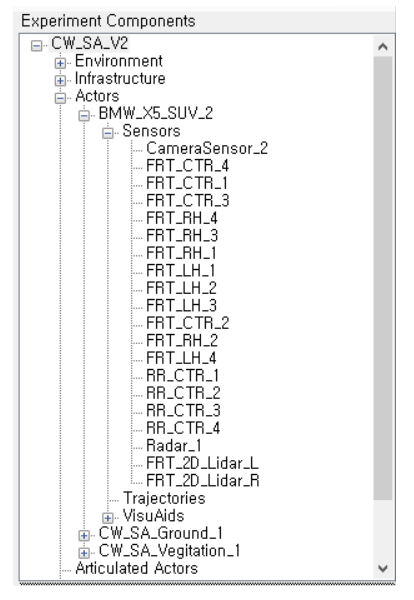 Experiment Components
CW_SA_V2
Environment
Infrastructure
Actors
BMW_X5_SUV_2
Sensors
CameraSensor_2
FRT_CTR_4
FRT_CTR_1
FRT_CTR_3
FRT_RH_4
FRT_RH_3
FRT_RH_1
FRT_LH_1
FRT_LH_2
FRT_LH_3
FRT_CTR_2
FRT_RH_2
FRT_LH_4
RR_CTR_1
RR_CTR_2
RR_CTR_3
RR_CTR_4
Radar_1
FRT_2D_Lidar_L
FRT_2D_Lidar_R
Trajectories
VisuAids
CW_SA_Ground_1
CW_SA_Vegitation_1
Articulated Actors